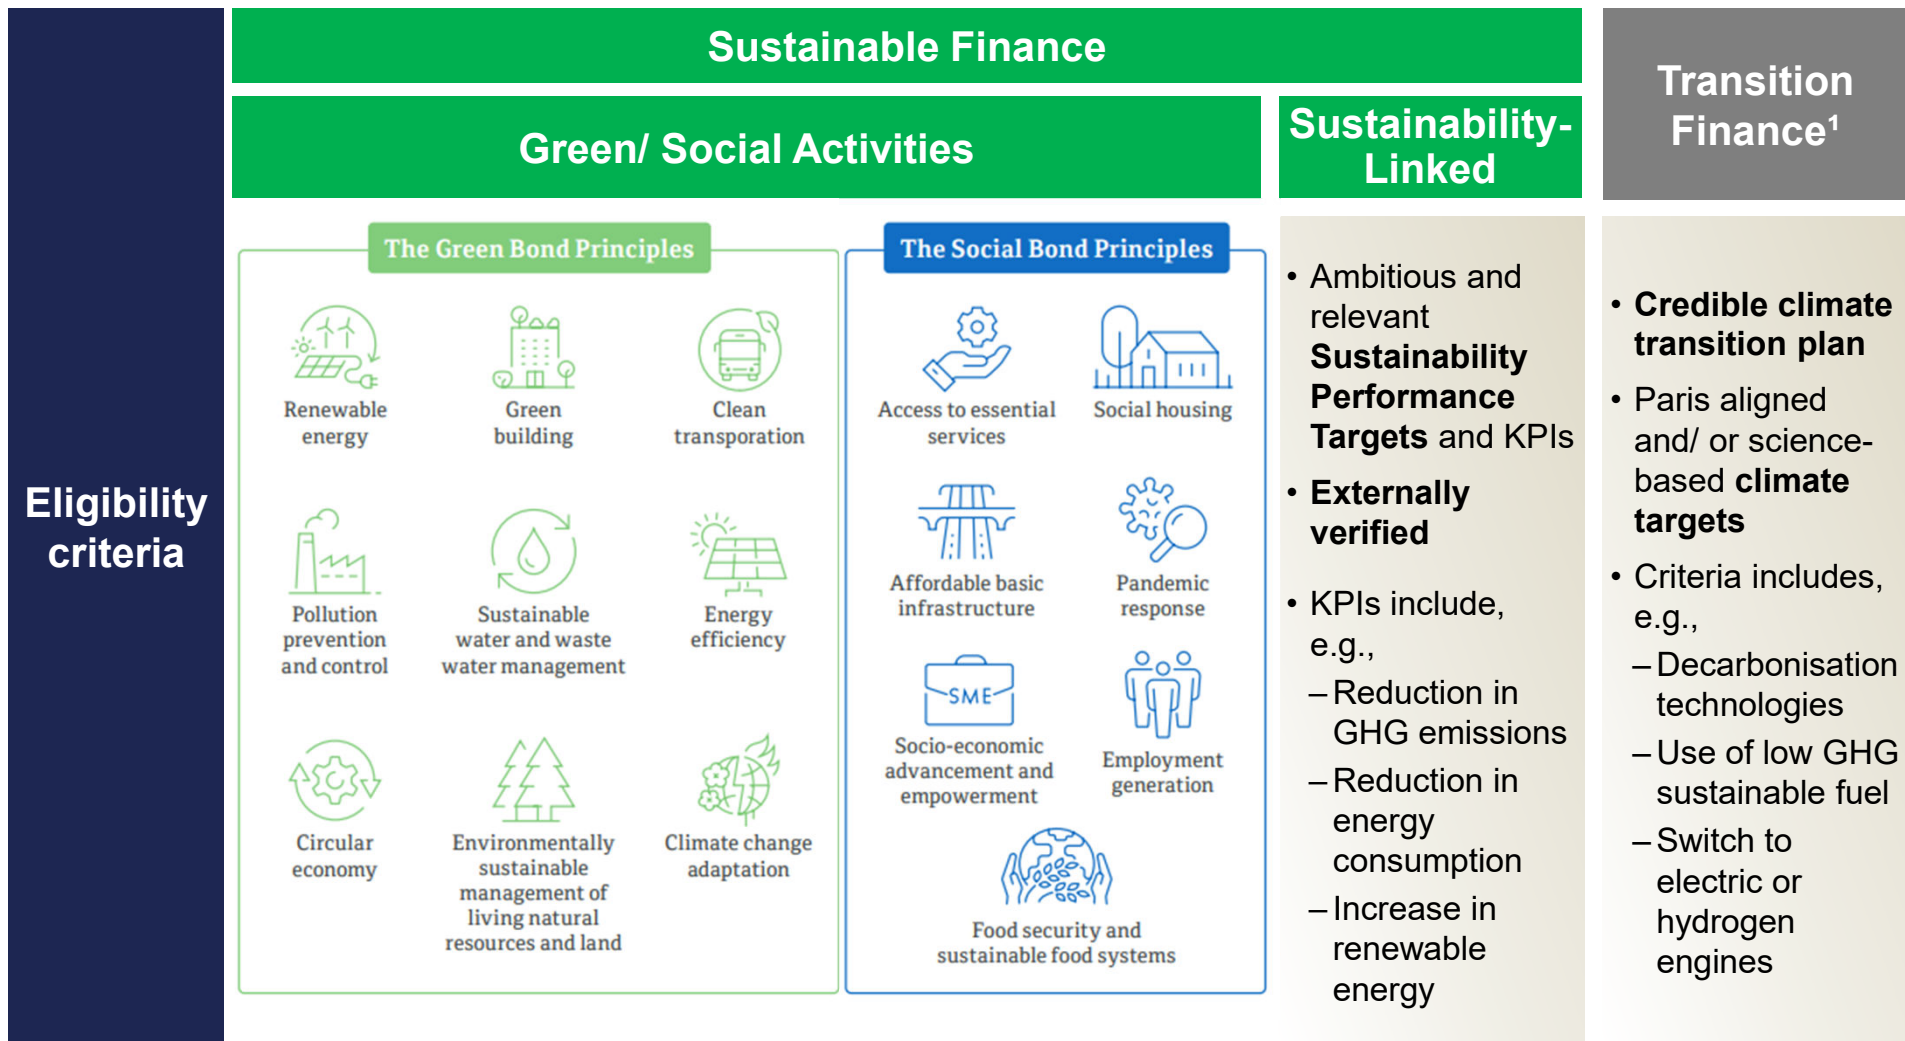 Sustainable Finance
Transition
Finance¹
Green/ Social Activities
Sustainability-
Linked
Eligibility
criteria
The Green Bond Principles
Renewable
energy
Green
building
Clean
transporation
Pollution
prevention
and control
Sustainable
water and waste
water management
Energy
efficiency
Circular
economy
Environmentally
sustainable
management of
living natural
resources and land
Climate change
adaptation
The Social Bond Principles
Access to essential
services
Social housing
Affordable basic
infrastructure
Pandemic
response
SME
Socio-economic
advancement and
empowerment
Employment
generation
Food security and
sustainable food systems
• Ambitious and
relevant
Sustainability
Performance
Targets and KPIs
• Externally
verified
• KPIs include,
e.g.,
– Reduction in
GHG emissions
– Reduction in
energy
consumption
– Increase in
renewable
energy
• Credible climate
transition plan
• Paris aligned
and/ or science-
based climate
targets
• Criteria includes,
e.g.,
– Decarbonisation
technologies
– Use of low GHG
sustainable fuel
– Switch to
electric or
hydrogen
engines